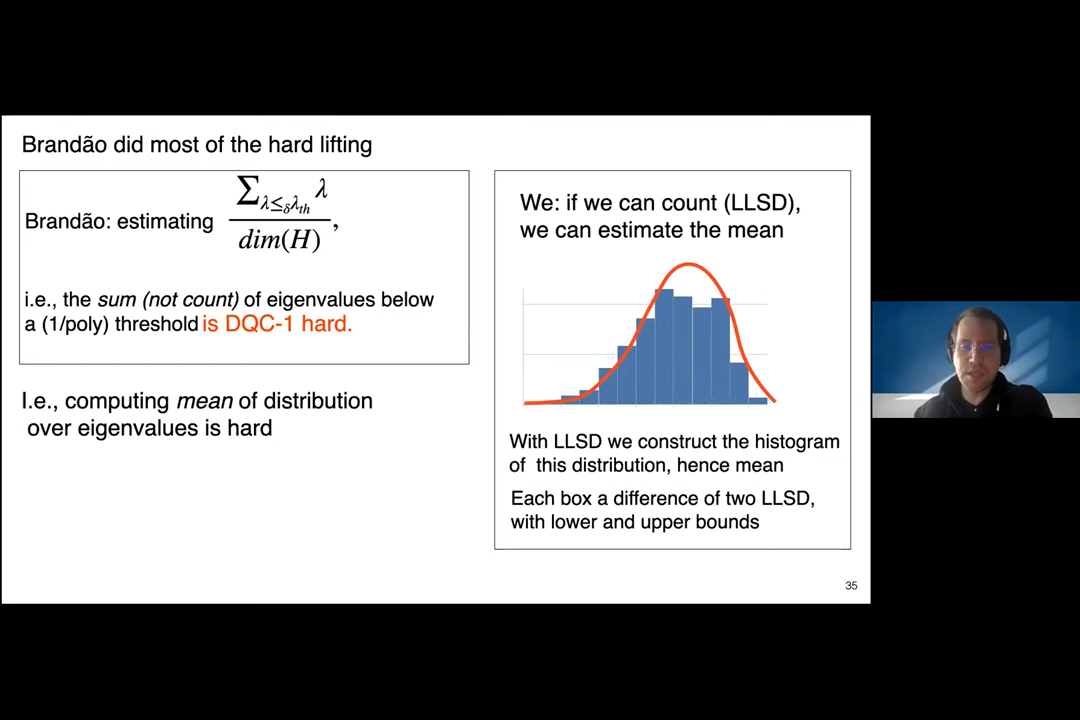 Brandão did most of the hard lifting
Brandão: estimating
∑λ≤δλth λ
dim(H)
,
i.e., the sum (not count) of eigenvalues below
a (1/poly) threshold is DQC-1 hard.
I.e., computing mean of distribution
over eigenvalues is hard
We: if we can count (LLSD),
we can estimate the mean
With LLSD we construct the histogram
of this distribution, hence mean
Each box a difference of two LLSD,
with lower and upper bounds
35